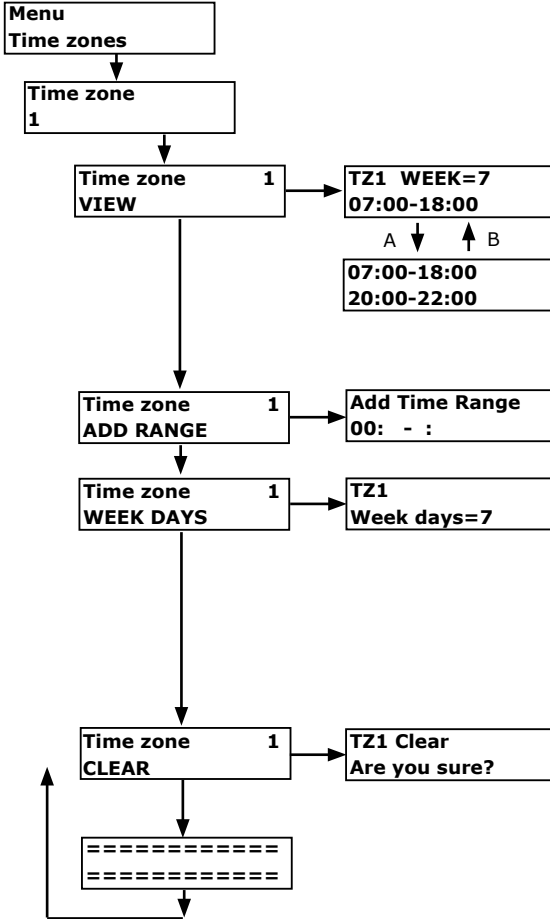 Menu
Time zones
Time zone
1
Time zone 1
VIEW
TZ1 WEEK=7
07:00-18:00
A B
07:00-18:00
20:00-22:00
Time zone 1
ADD RANGE
Add Time Range
00: - :
Time zone 1
WEEK DAYS
TZ1
Week days=7
Time zone 1
CLEAR
TZ1 Clear
Are you sure?
============
============